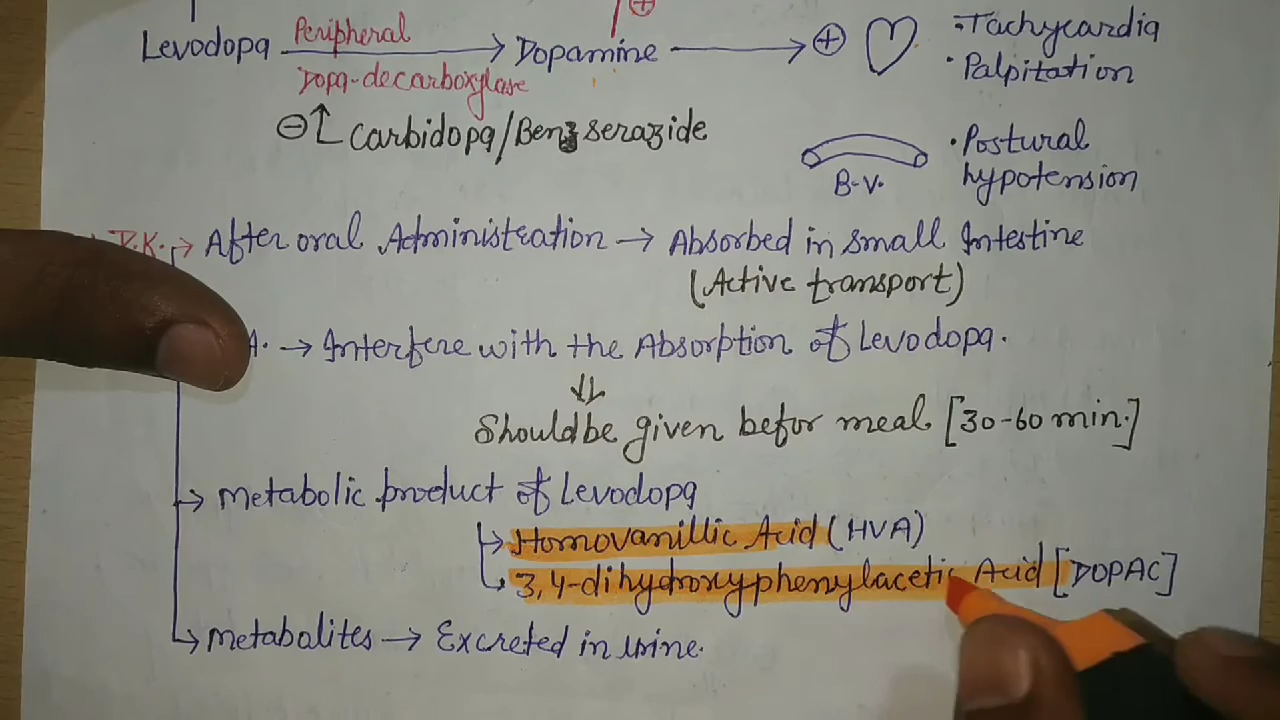 Levodopa Peripheral Dopa-decarboxylase → Dopamine → ⊕ • Tachycardia
• Palpitation
⊖ ↑ Carbidopa/Benserazide
• Postural
B.V. hypotension
P.K. → After oral Administration → Absorbed in small Intestine
(Active transport)
A. → Interfere with the Absorption of Levodopa.
Should be given befor meal [30-60 min.]
→ Metabolic product of Levodopa
→ Homovanillic Acid (HVA)
→ 3,4-dihydroxyphenylacetic Acid [DOPAC]
→ metabolites → Excreted in urine.